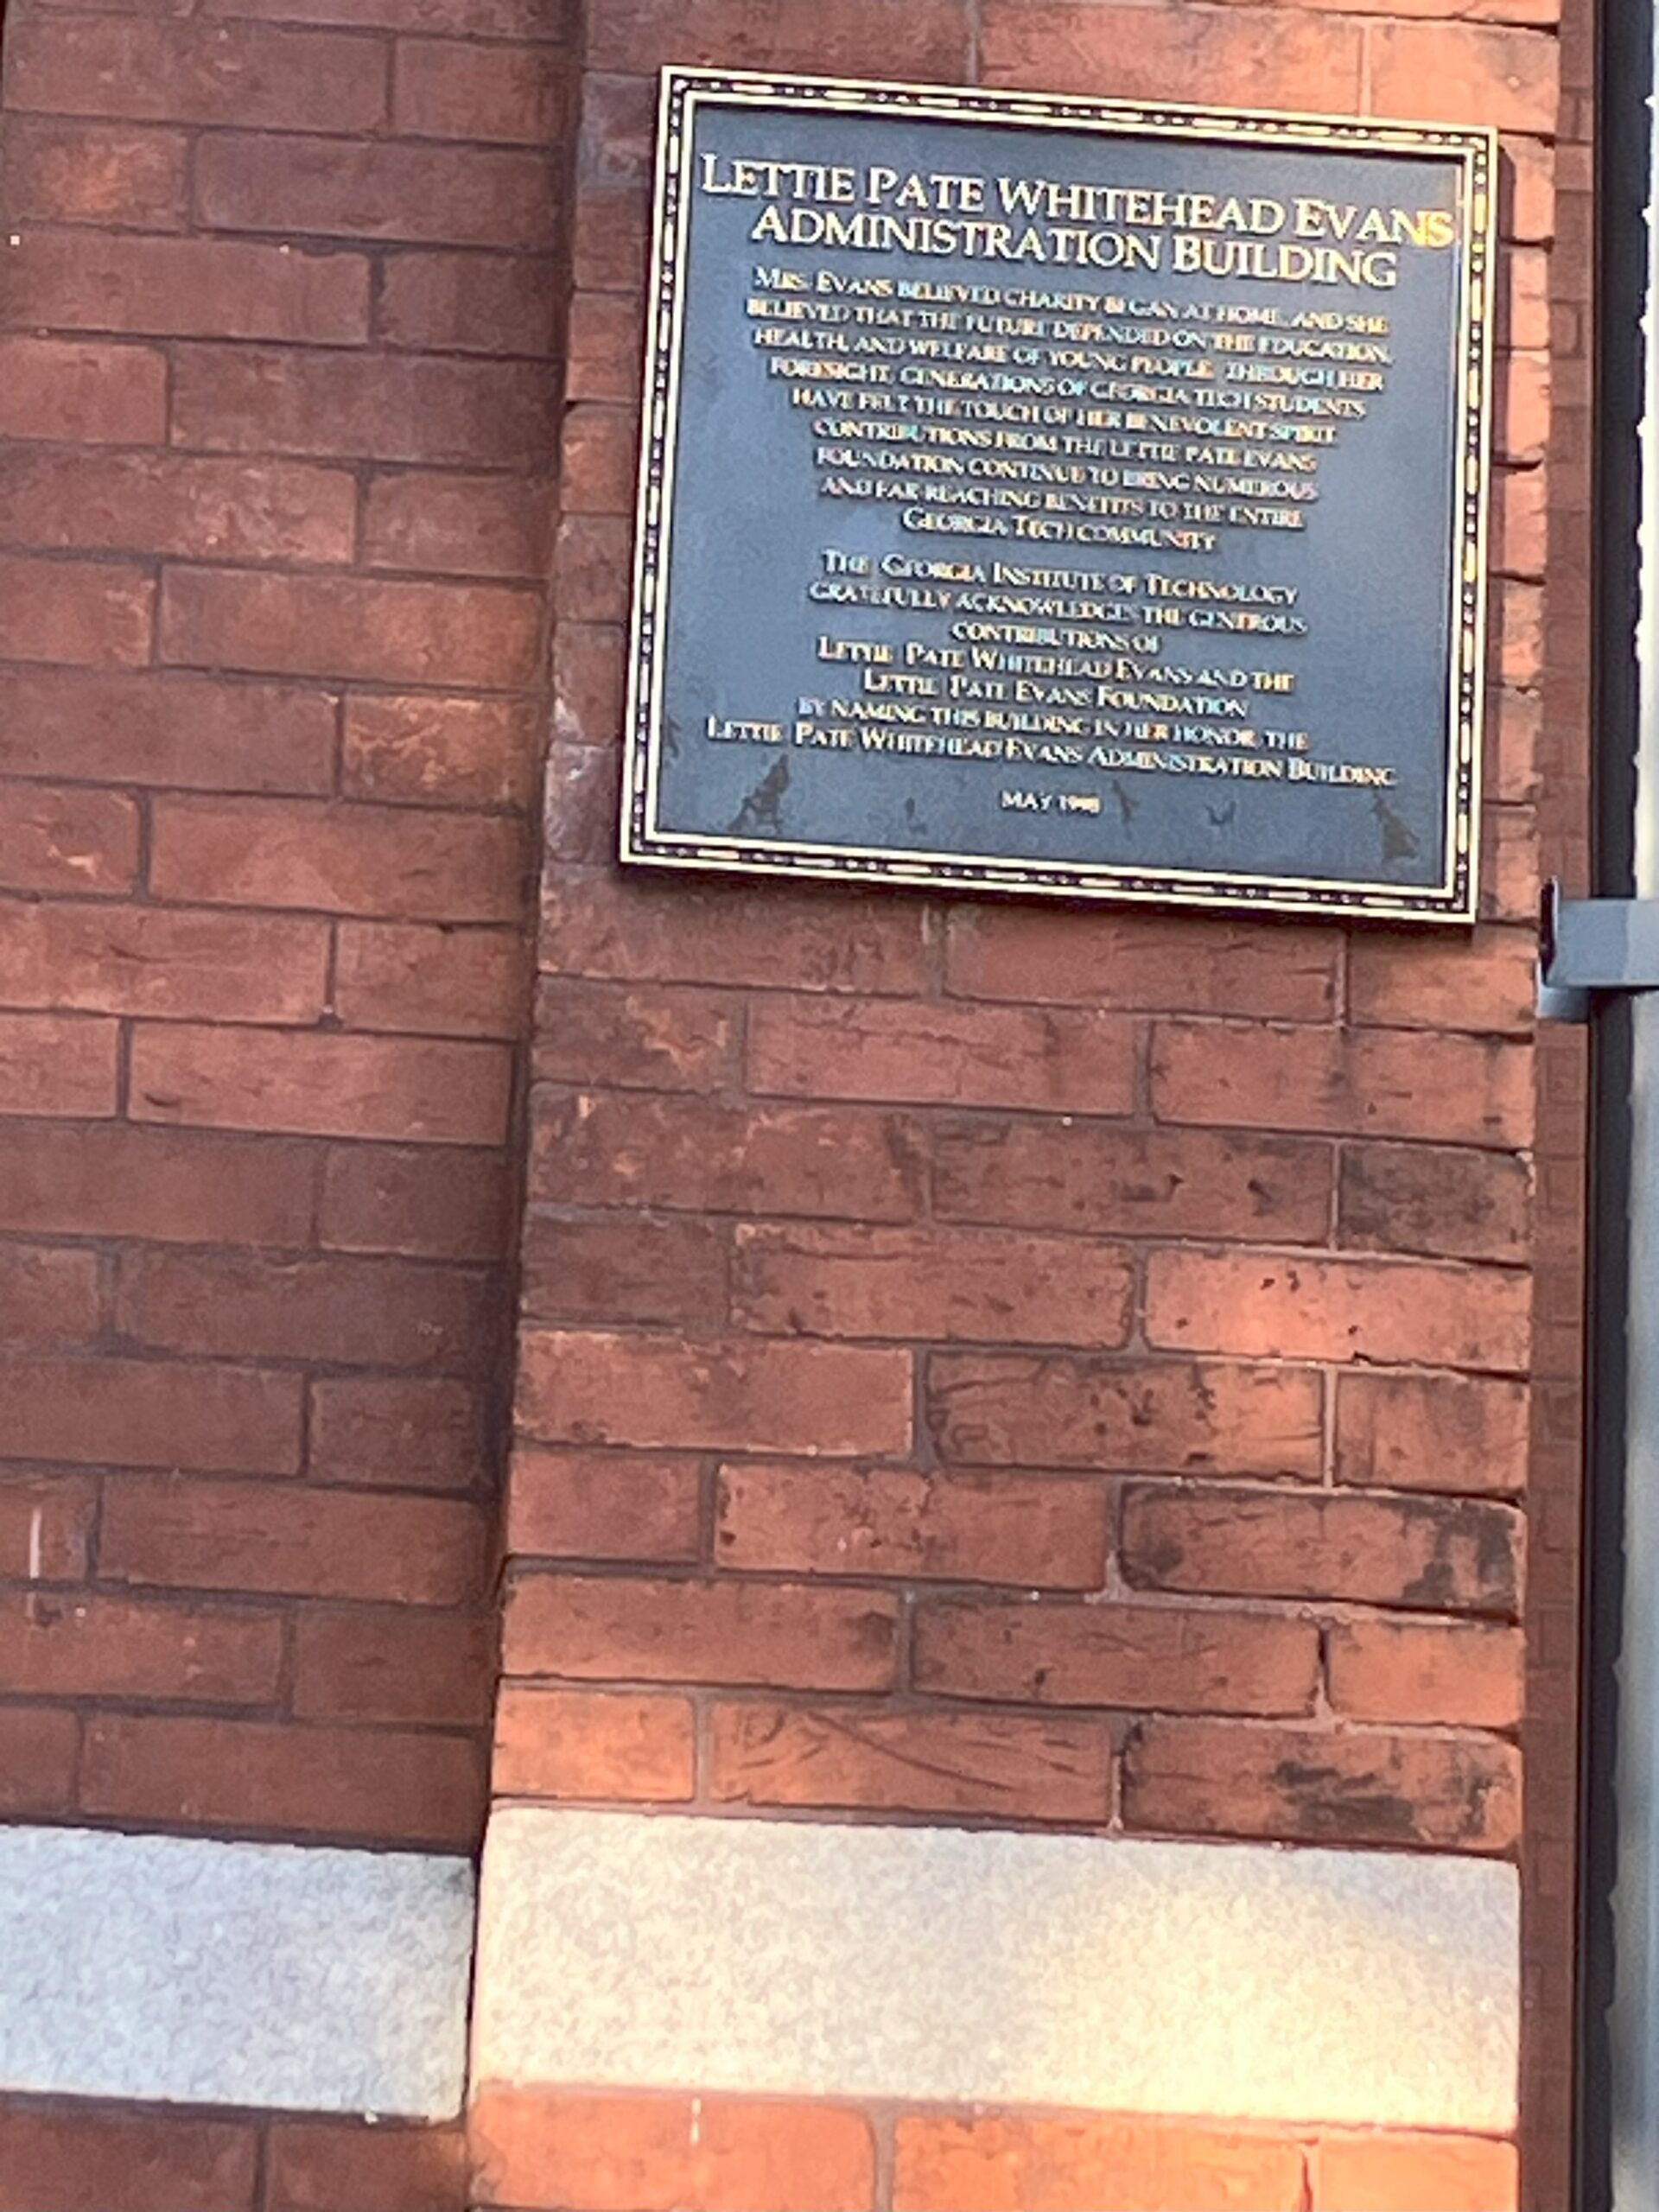 LETTIE PATE WHITEHEAD EVANS
ADMINISTRATION BUILDING
MRS. EVANS BELIEVED CHARITY BEGAN AT HOME, AND SHE
BELIEVED THAT THE FUTURE DEPENDED ON THE EDUCATION,
HEALTH, AND WELFARE OF YOUNG PEOPLE. THROUGH HER
FORESIGHT, GENERATIONS OF GEORGIA TECH STUDENTS
HAVE FELT THE TOUCH OF HER BENEVOLENT SPIRIT.
CONTRIBUTIONS FROM THE LETTIE PATE EVANS
FOUNDATION CONTINUE TO BRING NUMEROUS
AND FAR REACHING BENEFITS TO THE ENTIRE
GEORGIA TECH COMMUNITY.
THE GEORGIA INSTITUTE OF TECHNOLOGY
GRATEFULLY ACKNOWLEDGES THE GENEROUS
CONTRIBUTIONS OF
LETTIE PATE WHITEHEAD EVANS AND THE
LETTIE PATE EVANS FOUNDATION
BY NAMING THIS BUILDING IN HER HONOR THE
LETTIE PATE WHITEHEAD EVANS ADMINISTRATION BUILDING
MAY 1998